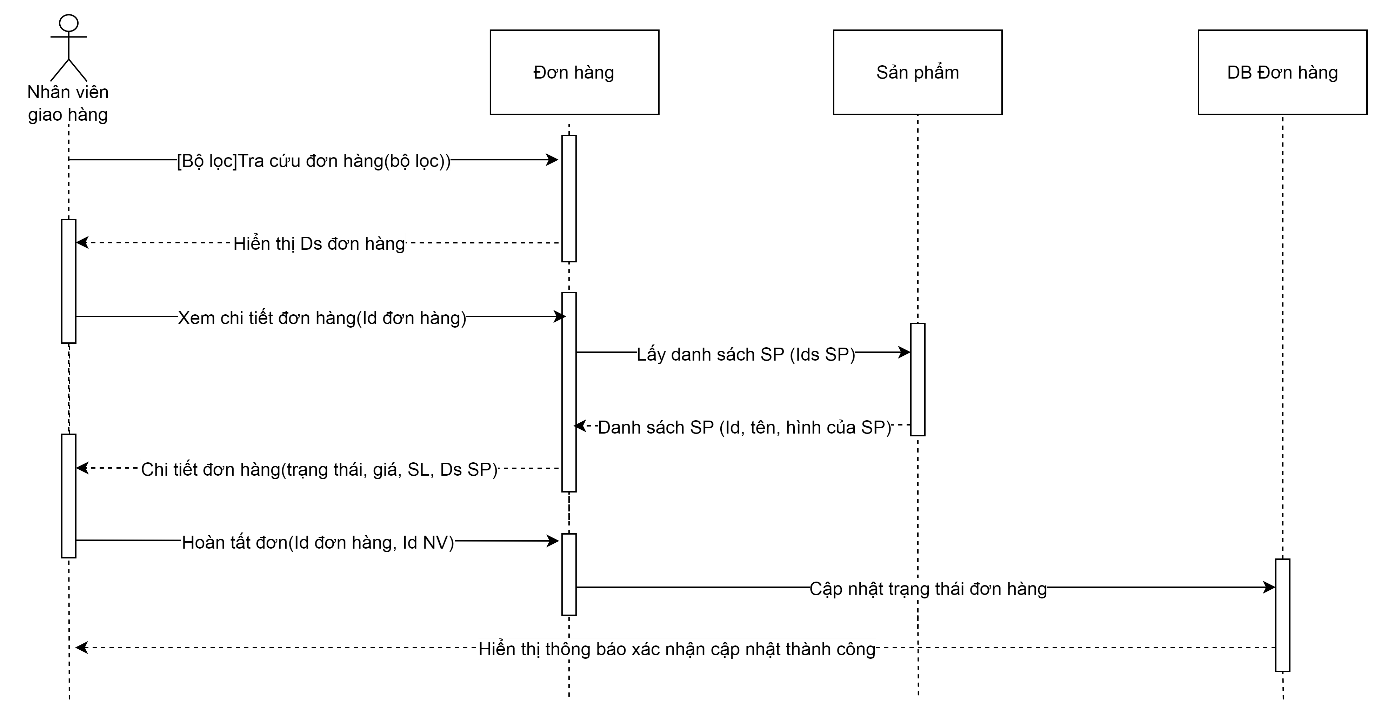 Nhân viên
giao hàng
Đơn hàng
Sản phẩm
DB Đơn hàng
[Bộ lọc]Tra cứu đơn hàng(bộ lọc))
Hiển thị Ds đơn hàng
Xem chi tiết đơn hàng(Id đơn hàng)
Lấy danh sách SP (Ids SP)
Danh sách SP (Id, tên, hình của SP)
Chi tiết đơn hàng(trạng thái, giá, SL, Ds SP)
Hoàn tất đơn(Id đơn hàng, Id NV)
Cập nhật trạng thái đơn hàng
Hiển thị thông báo xác nhận cập nhật thành công